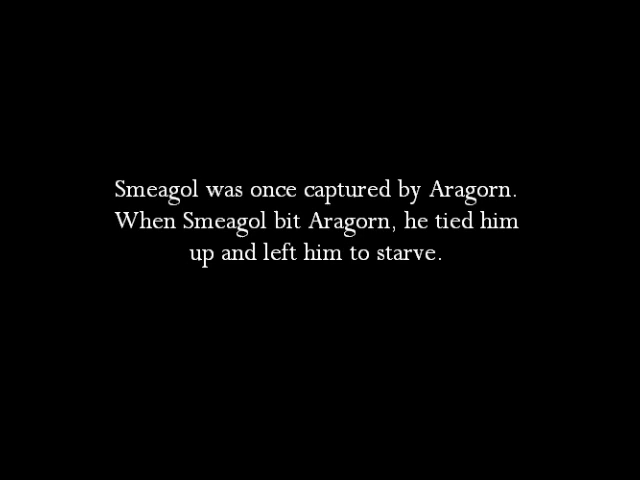 Smeagol was once captured by Aragorn.
When Smeagol bit Aragorn, he tied him
up and left him to starve.